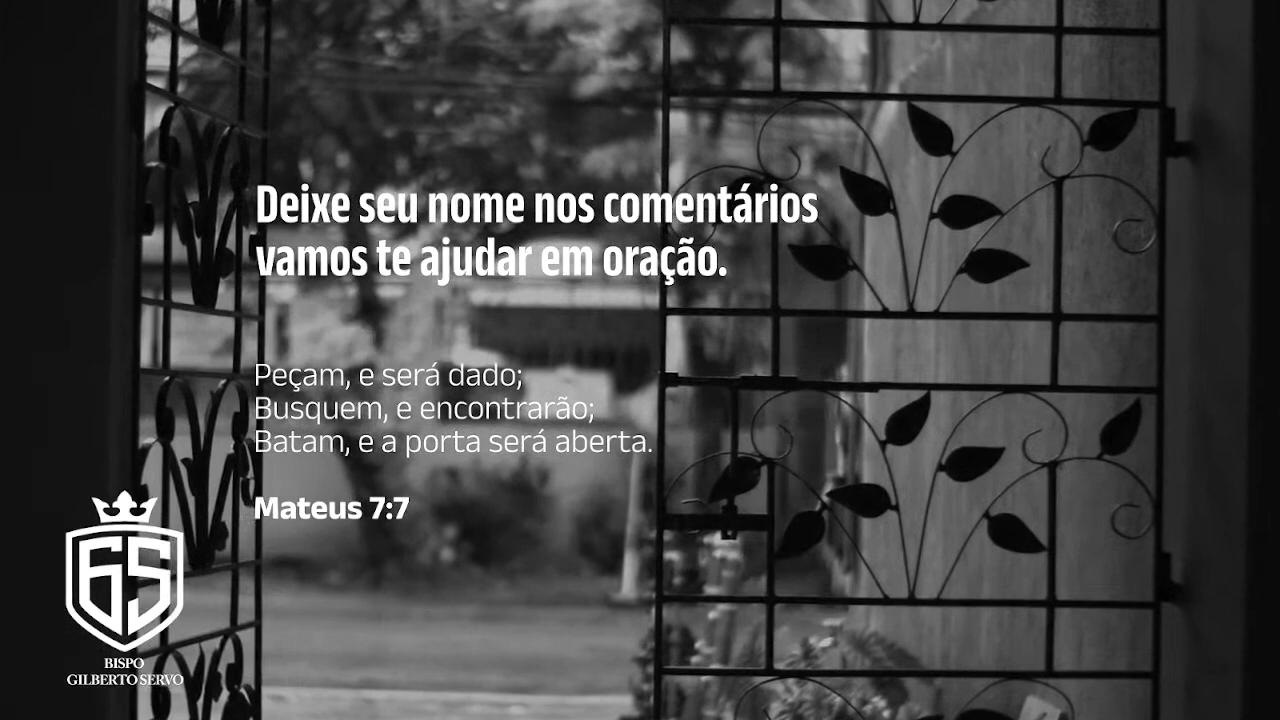 Deixe seu nome nos comentários
vamos te ajudar em oração.
Peçam, e será dado;
Busquem, e encontrarão;
Batam, e a porta será aberta.
Mateus 7:7
GS
BISPO
GILBERTO SERVO